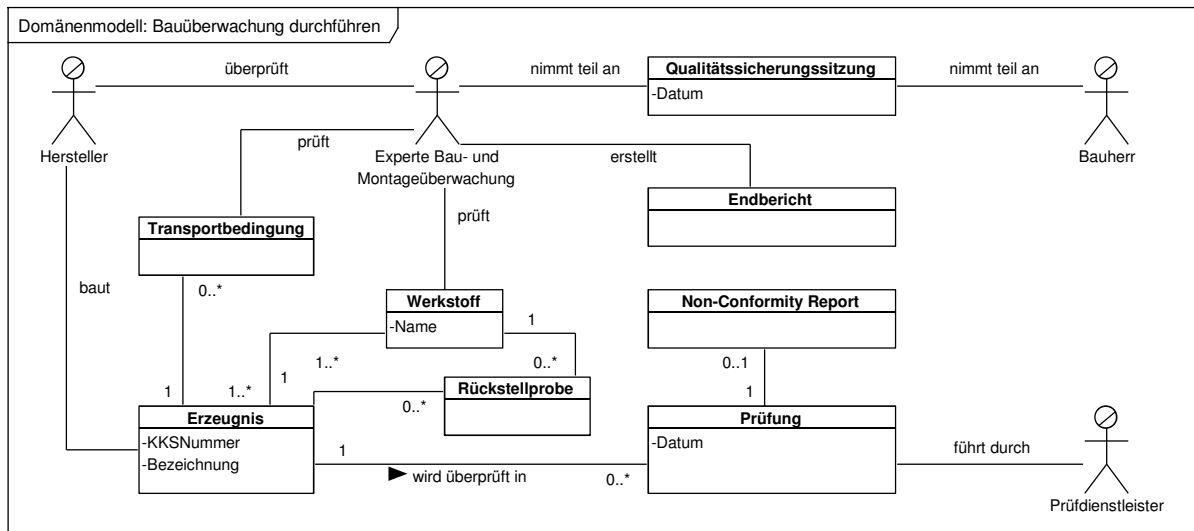 Domänenmodell: Bauüberwachung durchführen
überprüft
nimmt teil an
Qualitätssicherungssitzung
-Datum
nimmt teil an
Hersteller
prüft
Experte Bau- und
Montageüberwachung
erstellt
Bauherr
Endbericht
Transportbedingung
prüft
baut
0..*
Werkstoff
-Name
Non-Conformity Report
1
1..*
0..*
0..1
1
1..*
1
1
Rückstellprobe
0..*
Erzeugnis
-KKSNummer
-Bezeichnung
Prüfung
-Datum
1
wird überprüft in
0..*
führt durch
Prüfdienstleister